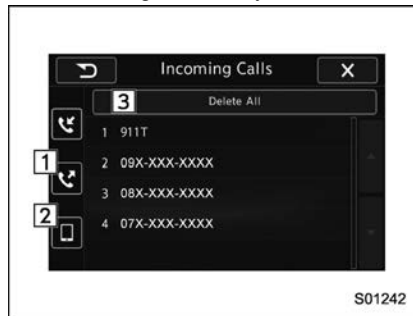 Incoming Calls X
3 Delete All
1 911T
1 2 09X-XXX-XXXX
3 08X-XXX-XXXX
2 4 07X-XXX-XXXX
S01242